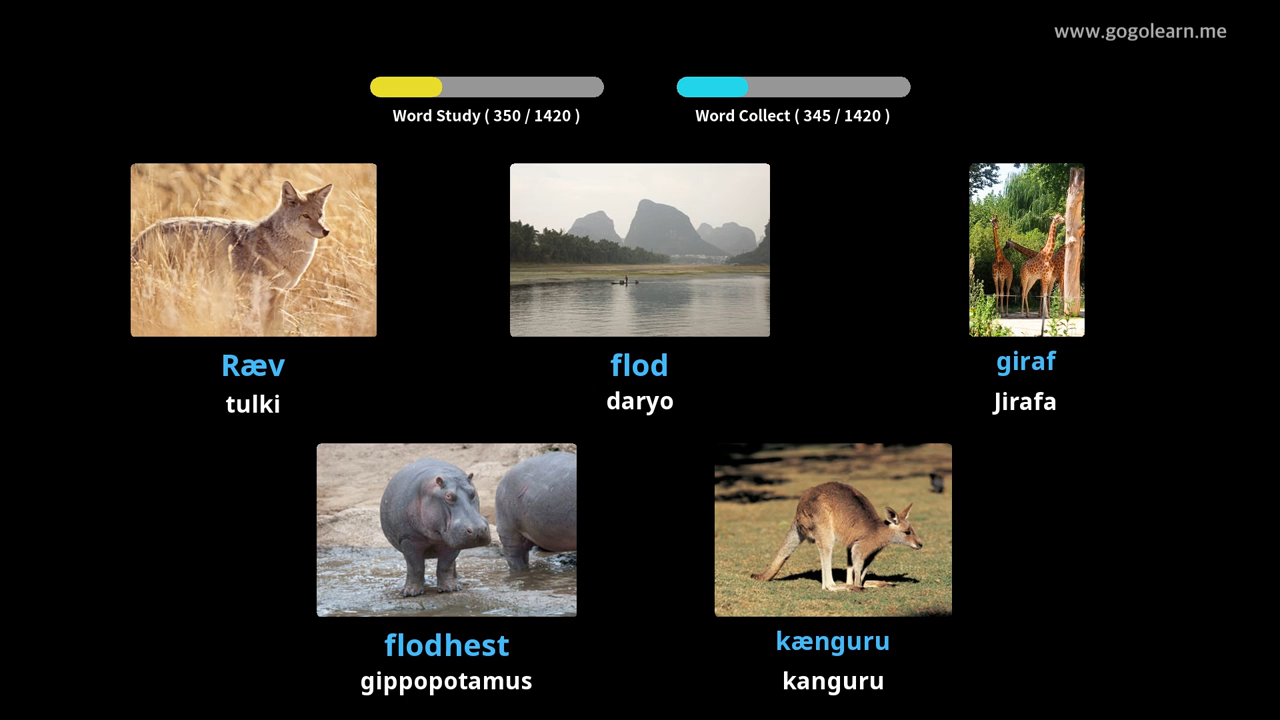 www.gogolearn.me
Word Study ( 350 / 1420 )
Word Collect ( 345 / 1420 )
Ræv
tulki
flod
daryo
giraf
Jirafa
flodhest
gippopotamus
kænguru
kanguru